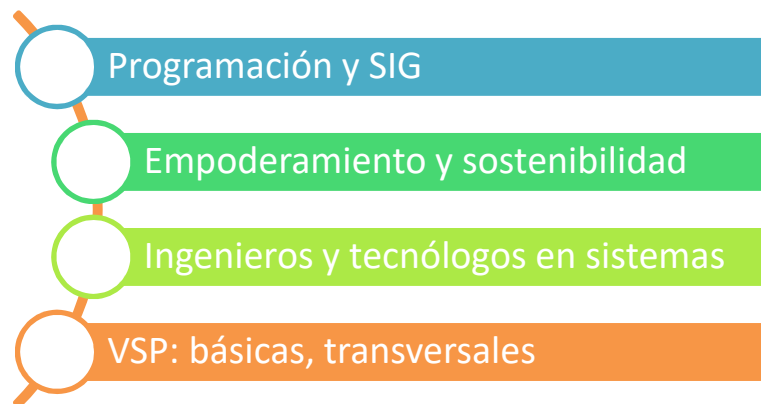 Programación y SIG
Empoderamiento y sostenibilidad
Ingenieros y tecnólogos en sistemas
VSP: básicas, transversales